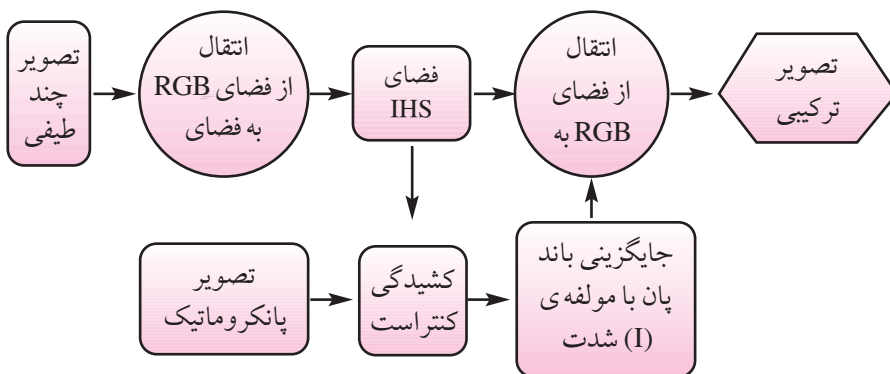 تصویر
چند
طیفی
انتقال
از فضای RGB
به فضای
فضای
IHS
انتقال
از فضای
RGB به
تصویر
ترکیبی
تصویر
پانکروماتیک
کشیدگی
کنتراست
جایگزینی باند
پان با مولفه ی
شدت (I)